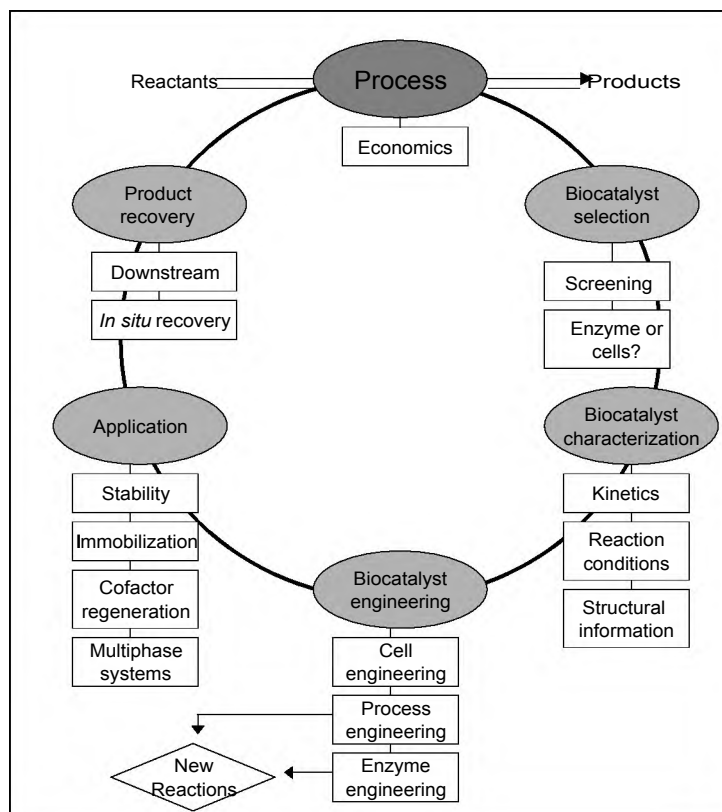 Reactants
Process
Products
Economics
Product
recovery
Downstream
In situ recovery
Biocatalyst
selection
Screening
Enzyme or
cells?
Application
Stability
Immobilization
Cofactor
regeneration
Multiphase
systems
Biocatalyst
characterization
Kinetics
Reaction
conditions
Structural
information
Biocatalyst
engineering
Cell
engineering
Process
engineering
Enzyme
engineering
New
Reactions